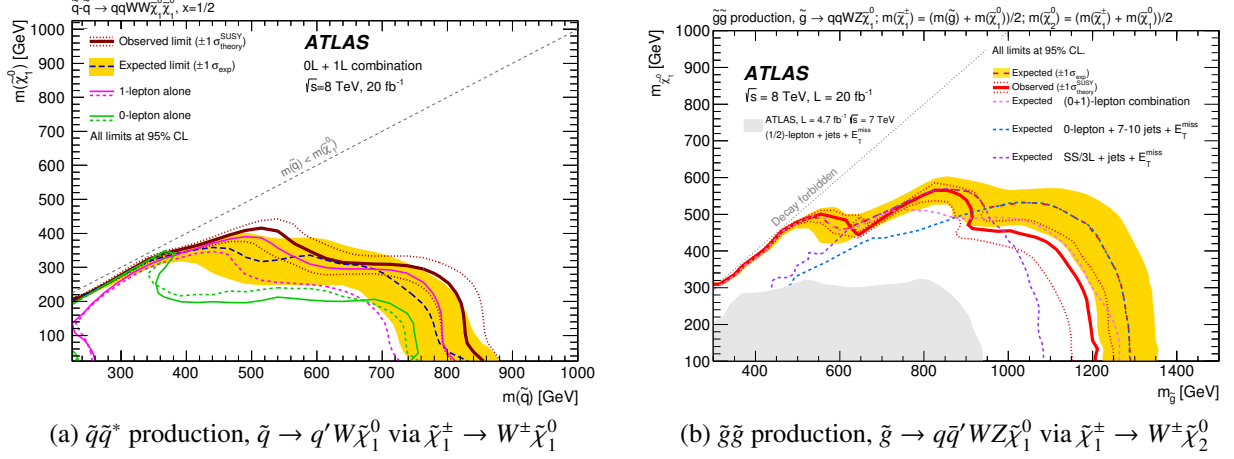 q̃-q̃ → qqWWχ̃₁⁰χ̃₁⁰, x=1/2
m(χ̃₁⁰) [GeV]
1000
900
800
700
600
500
400
300
200
100
Observed limit (±1 σ_theory^SUSY)
Expected limit (±1 σ_exp)
1-lepton alone
0-lepton alone
All limits at 95% CL
ATLAS
0L + 1L combination
√s=8 TeV, 20 fb⁻¹
m(q̃) < m(χ̃₁⁰)
300 400 500 600 700 800 900 1000
m(q̃) [GeV]
(a) q̃q̃* production, q̃ → q′Wχ̃₁⁰ via χ̃₁± → W±χ̃₁⁰
g̃g̃ production, g̃ → qqWZχ̃₁⁰; m(χ̃₁±) = (m(g̃) + m(χ̃₁⁰))/2; m(χ̃₂⁰) = (m(χ̃₁±) + m(χ̃₁⁰))/2
m_χ̃₁⁰ [GeV]
1000
900
800
700
600
500
400
300
200
100
ATLAS
√s = 8 TeV, L = 20 fb⁻¹
ATLAS, L = 4.7 fb⁻¹ √s = 7 TeV
(1/2)-lepton + jets + E_T^miss
All limits at 95% CL.
Expected (±1 σ_exp)
Observed (±1 σ_theory^SUSY)
Expected (0+1)-lepton combination
Expected 0-lepton + 7-10 jets + E_T^miss
Expected SS/3L + jets + E_T^miss
Decay forbidden
400 600 800 1000 1200 1400
m_g̃ [GeV]
(b) g̃g̃ production, g̃ → qq̄′WZχ̃₁⁰ via χ̃₁± → W±χ̃₂⁰